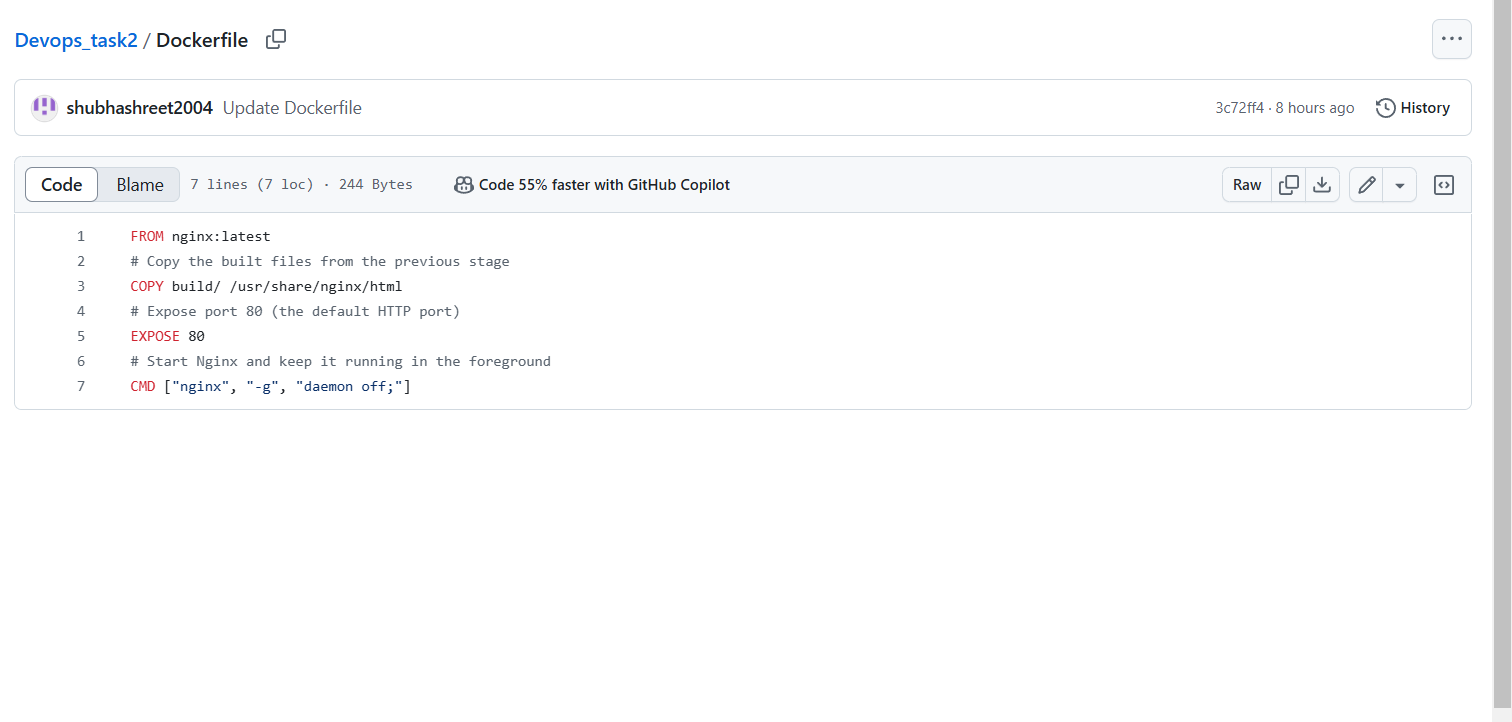 Devops_task2 / Dockerfile
shubhashreet2004 Update Dockerfile 3c72ff4 · 8 hours ago History
Code Blame 7 lines (7 loc) · 244 Bytes Code 55% faster with GitHub Copilot Raw
1 FROM nginx:latest
2 # Copy the built files from the previous stage
3 COPY build/ /usr/share/nginx/html
4 # Expose port 80 (the default HTTP port)
5 EXPOSE 80
6 # Start Nginx and keep it running in the foreground
7 CMD ["nginx", "-g", "daemon off;"]